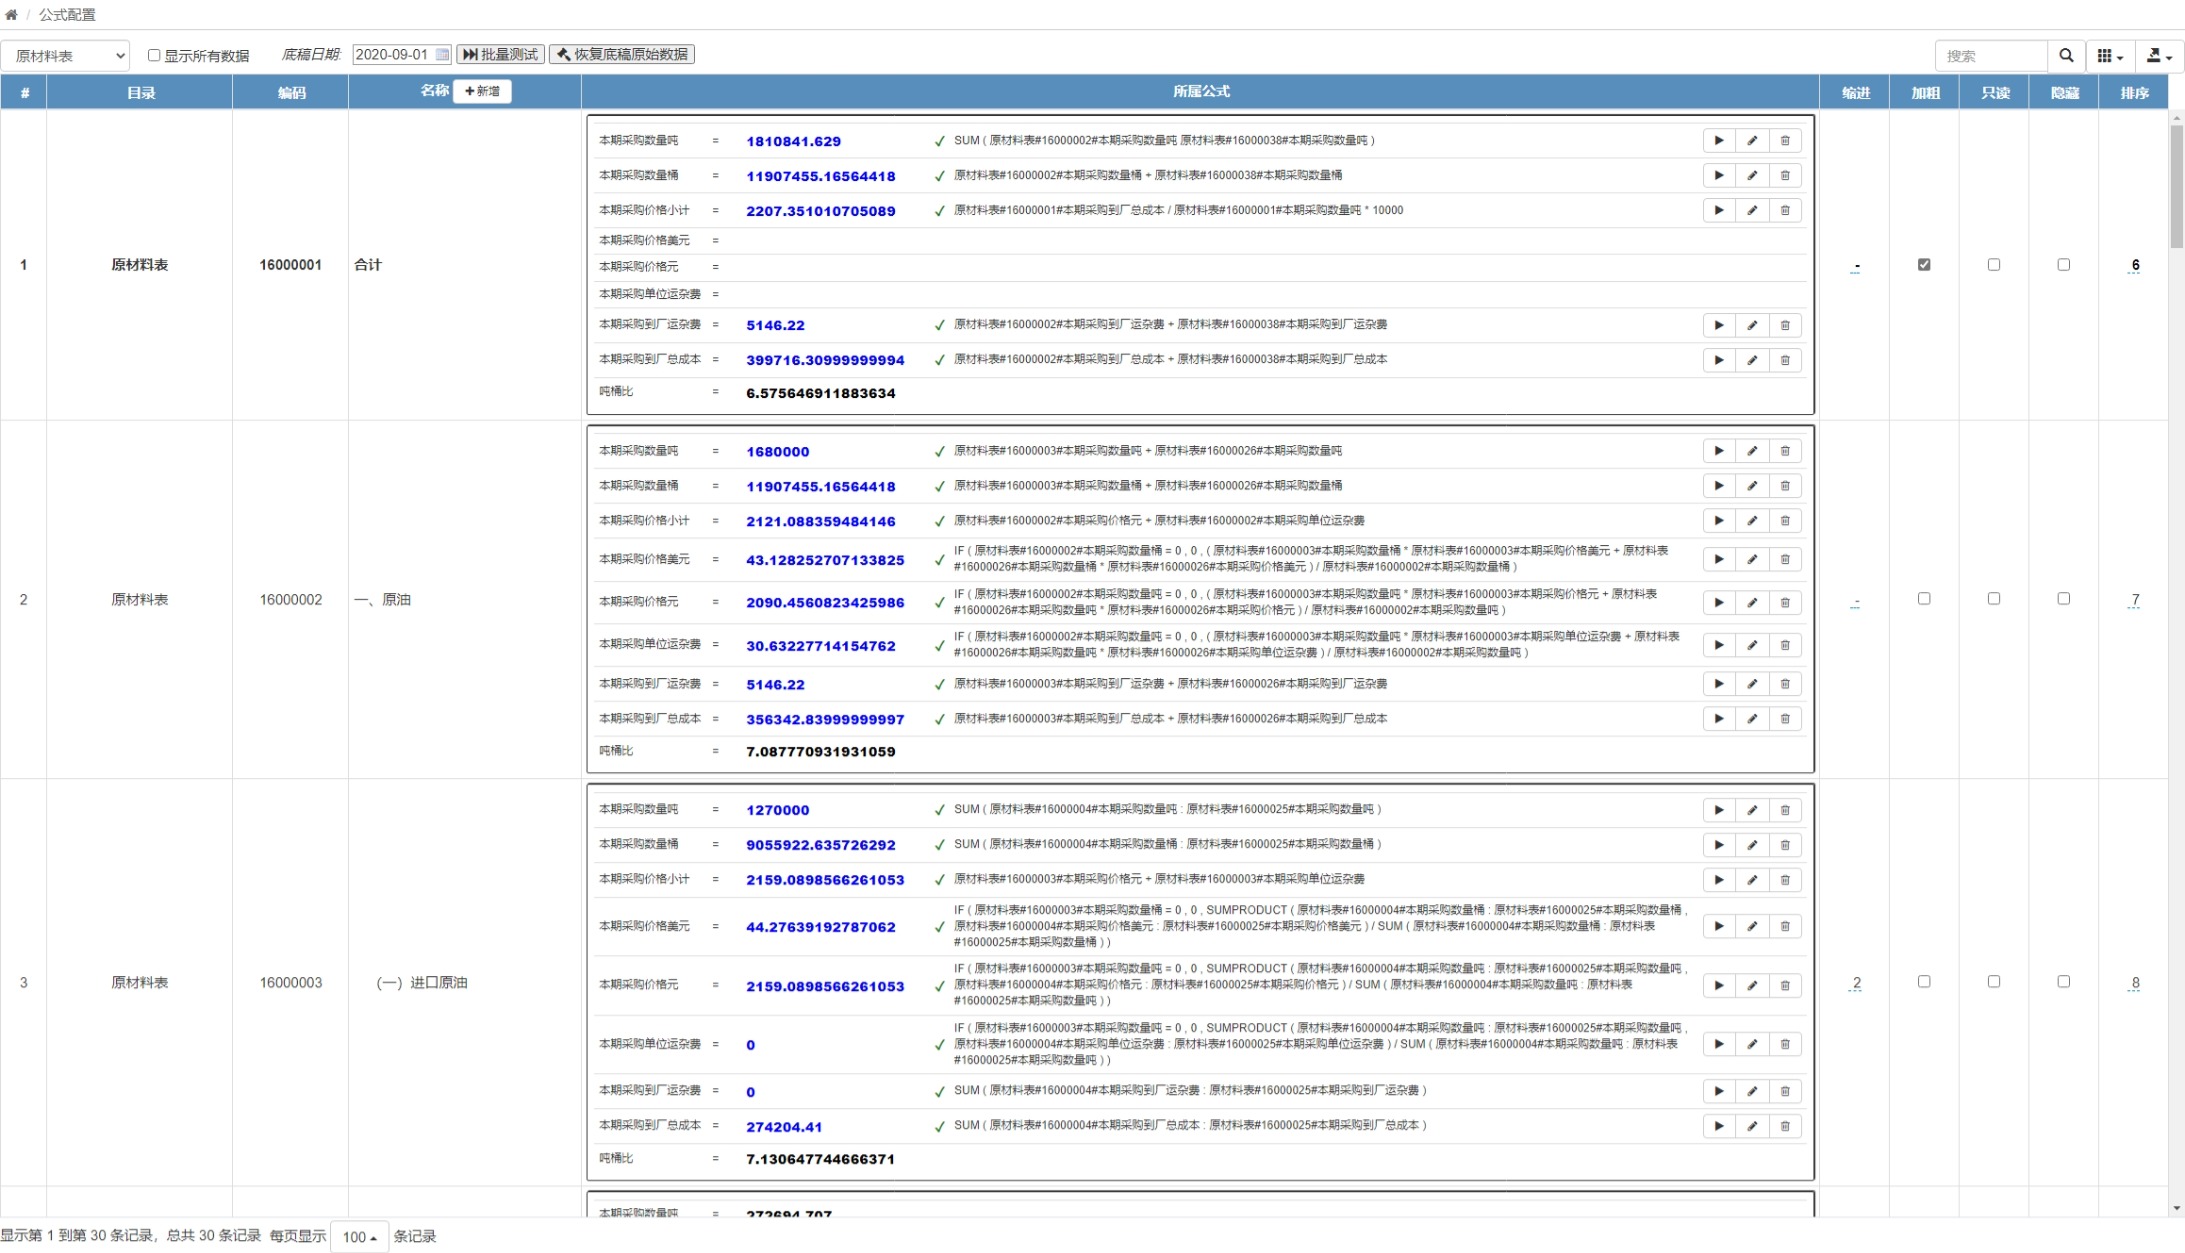 / 公式配置
原材料表 显示所有数据 底稿日期: 2020-09-01 批量测试 恢复底稿原始数据 搜索
# 目录 编码 名称 +新增 所属公式 缩进 加粗 只读 隐藏 排序
1 原材料表 16000001 合计 - 6
本期采购数量吨 = 1810841.629 ✓ SUM ( 原材料表#16000002#本期采购数量吨 原材料表#16000038#本期采购数量吨 )
本期采购数量桶 = 11907455.16564418 ✓ 原材料表#16000002#本期采购数量桶 + 原材料表#16000038#本期采购数量桶
本期采购价格小计 = 2207.351010705089 ✓ 原材料表#16000001#本期采购到厂总成本 / 原材料表#16000001#本期采购数量吨 * 10000
本期采购价格美元 =
本期采购价格元 =
本期采购单位运杂费 =
本期采购到厂运杂费 = 5146.22 ✓ 原材料表#16000002#本期采购到厂运杂费 + 原材料表#16000038#本期采购到厂运杂费
本期采购到厂总成本 = 399716.30999999994 ✓ 原材料表#16000002#本期采购到厂总成本 + 原材料表#16000038#本期采购到厂总成本
吨桶比 = 6.575646911883634
2 原材料表 16000002 一、原油 - 7
本期采购数量吨 = 1680000 ✓ 原材料表#16000003#本期采购数量吨 + 原材料表#16000026#本期采购数量吨
本期采购数量桶 = 11907455.16564418 ✓ 原材料表#16000003#本期采购数量桶 + 原材料表#16000026#本期采购数量桶
本期采购价格小计 = 2121.088359484146 ✓ 原材料表#16000002#本期采购价格元 + 原材料表#16000002#本期采购单位运杂费
本期采购价格美元 = 43.128252707133825 ✓ IF ( 原材料表#16000002#本期采购数量桶 = 0 , 0 , ( 原材料表#16000003#本期采购数量桶 * 原材料表#16000003#本期采购价格美元 + 原材料表
#16000026#本期采购数量桶 * 原材料表#16000026#本期采购价格美元 ) / 原材料表#16000002#本期采购数量桶 )
本期采购价格元 = 2090.4560823425986 ✓ IF ( 原材料表#16000002#本期采购数量吨 = 0 , 0 , ( 原材料表#16000003#本期采购数量吨 * 原材料表#16000003#本期采购价格元 + 原材料表
#16000026#本期采购数量吨 * 原材料表#16000026#本期采购价格元 ) / 原材料表#16000002#本期采购数量吨 )
本期采购单位运杂费 = 30.63227714154762 ✓ IF ( 原材料表#16000002#本期采购数量吨 = 0 , 0 , ( 原材料表#16000003#本期采购数量吨 * 原材料表#16000003#本期采购单位运杂费 + 原材料表
#16000026#本期采购数量吨 * 原材料表#16000026#本期采购单位运杂费 ) / 原材料表#16000002#本期采购数量吨 )
本期采购到厂运杂费 = 5146.22 ✓ 原材料表#16000003#本期采购到厂运杂费 + 原材料表#16000026#本期采购到厂运杂费
本期采购到厂总成本 = 356342.83999999997 ✓ 原材料表#16000003#本期采购到厂总成本 + 原材料表#16000026#本期采购到厂总成本
吨桶比 = 7.087770931931059
3 原材料表 16000003 (一) 进口原油 2 8
本期采购数量吨 = 1270000 ✓ SUM ( 原材料表#16000004#本期采购数量吨 : 原材料表#16000025#本期采购数量吨 )
本期采购数量桶 = 9055922.635726292 ✓ SUM ( 原材料表#16000004#本期采购数量桶 : 原材料表#16000025#本期采购数量桶 )
本期采购价格小计 = 2159.0898566261053 ✓ 原材料表#16000003#本期采购价格元 + 原材料表#16000003#本期采购单位运杂费
本期采购价格美元 = 44.27639192787062 ✓ IF ( 原材料表#16000003#本期采购数量桶 = 0 , 0 , SUMPRODUCT ( 原材料表#16000004#本期采购数量桶 : 原材料表#16000025#本期采购数量桶 ,
原材料表#16000004#本期采购价格美元 : 原材料表#16000025#本期采购价格美元 ) / SUM ( 原材料表#16000004#本期采购数量桶 : 原材料表
#16000025#本期采购数量桶 ) )
本期采购价格元 = 2159.0898566261053 ✓ IF ( 原材料表#16000003#本期采购数量吨 = 0 , 0 , SUMPRODUCT ( 原材料表#16000004#本期采购数量吨 : 原材料表#16000025#本期采购数量吨 ,
原材料表#16000004#本期采购价格元 : 原材料表#16000025#本期采购价格元 ) / SUM ( 原材料表#16000004#本期采购数量吨 : 原材料表
#16000025#本期采购数量吨 ) )
本期采购单位运杂费 = 0 ✓ IF ( 原材料表#16000003#本期采购数量吨 = 0 , 0 , SUMPRODUCT ( 原材料表#16000004#本期采购数量吨 : 原材料表#16000025#本期采购数量吨 ,
原材料表#16000004#本期采购单位运杂费 : 原材料表#16000025#本期采购单位运杂费 ) / SUM ( 原材料表#16000004#本期采购数量吨 : 原材料表
#16000025#本期采购数量吨 ) )
本期采购到厂运杂费 = 0 ✓ SUM ( 原材料表#16000004#本期采购到厂运杂费 : 原材料表#16000025#本期采购到厂运杂费 )
本期采购到厂总成本 = 274204.41 ✓ SUM ( 原材料表#16000004#本期采购到厂总成本 : 原材料表#16000025#本期采购到厂总成本 )
吨桶比 = 7.130647744666371
本期采购数量吨 = 272694.707
显示第 1 到第 30 条记录，总共 30 条记录 每页显示 100 条记录